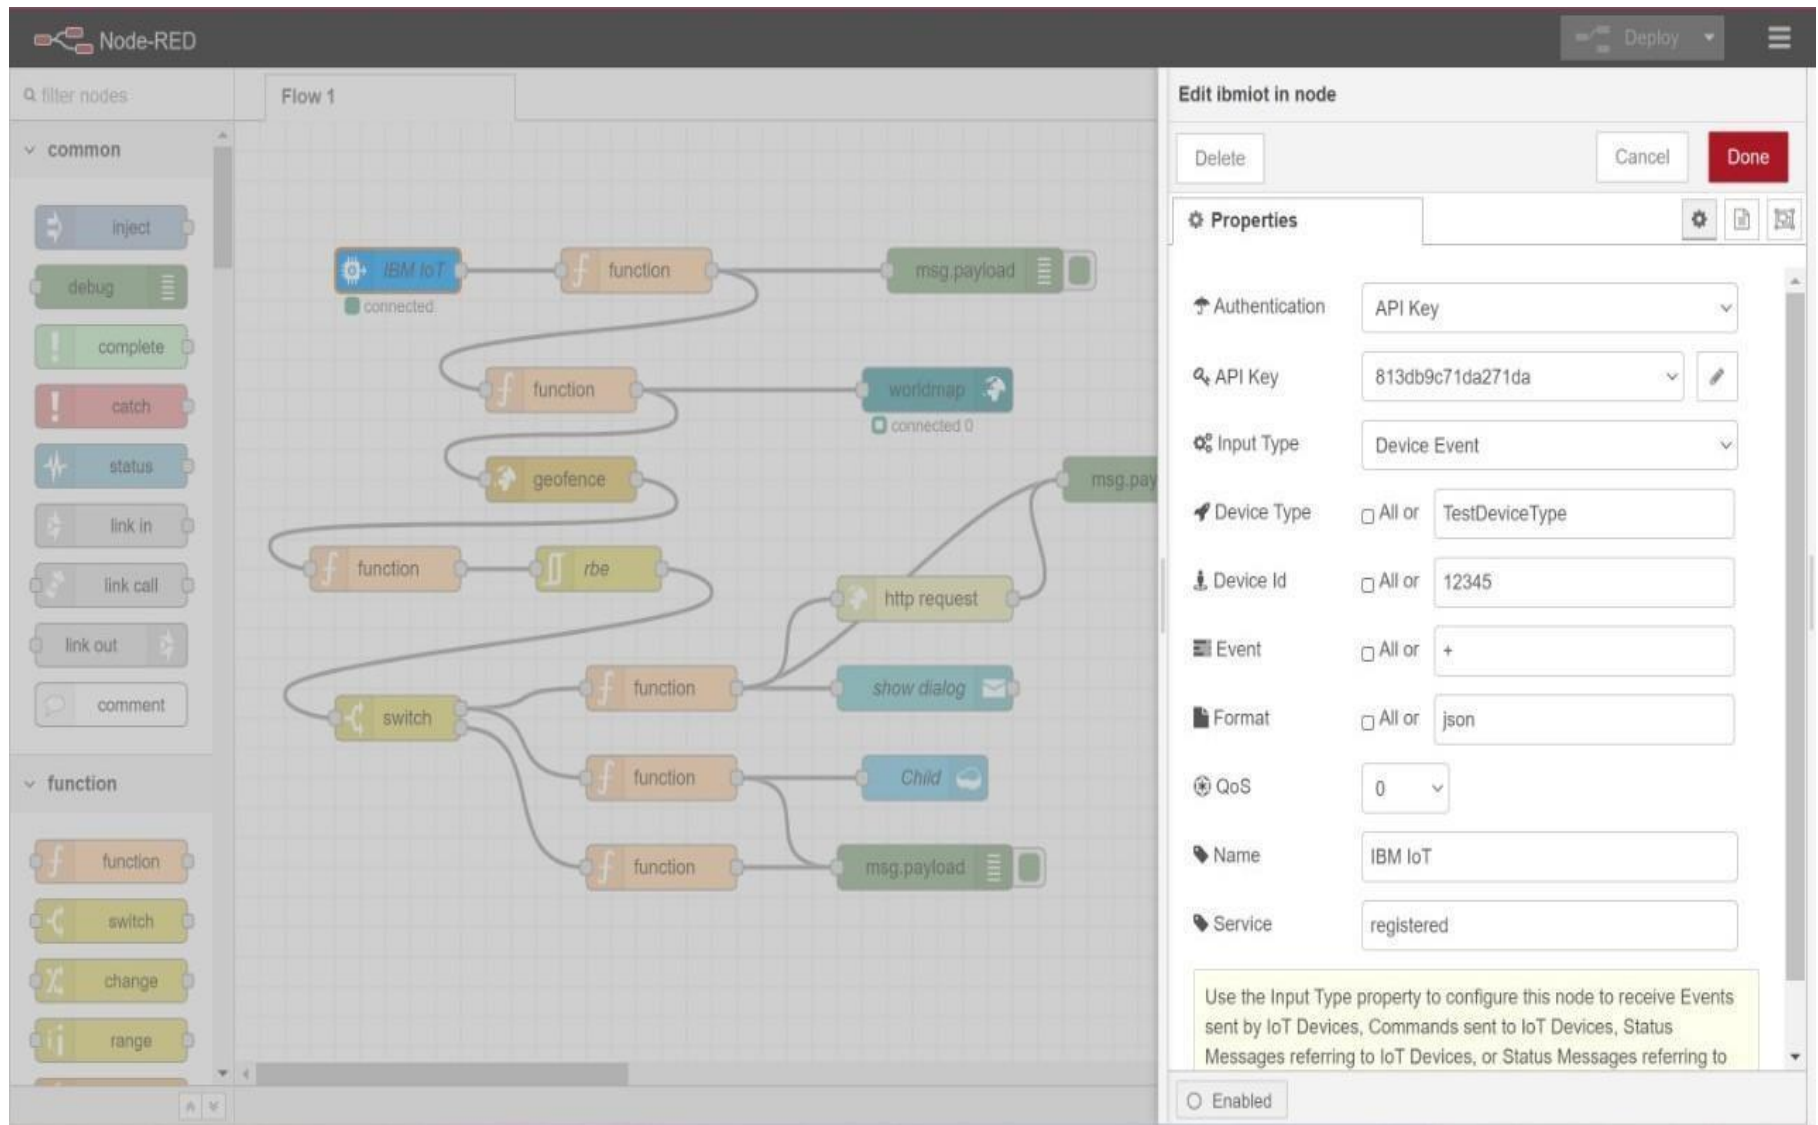 Node-RED
Deploy
filter nodes
Flow 1
common
inject
debug
complete
catch
status
link in
link call
link out
comment
function
function
switch
change
range
IBM IoT
connected
function
msg.payload
function
worldmap
connected 0
geofence
msg.pay
function
rbe
http request
function
show dialog
switch
function
Child
function
msg.payload
Edit ibmiot in node
Delete
Cancel
Done
Properties
Authentication
API Key
API Key
813db9c71da271da
Input Type
Device Event
Device Type
All or
TestDeviceType
Device Id
All or
12345
Event
All or
+
Format
All or
json
QoS
0
Name
IBM IoT
Service
registered
Use the Input Type property to configure this node to receive Events
sent by IoT Devices, Commands sent to IoT Devices, Status
Messages referring to IoT Devices, or Status Messages referring to
Enabled